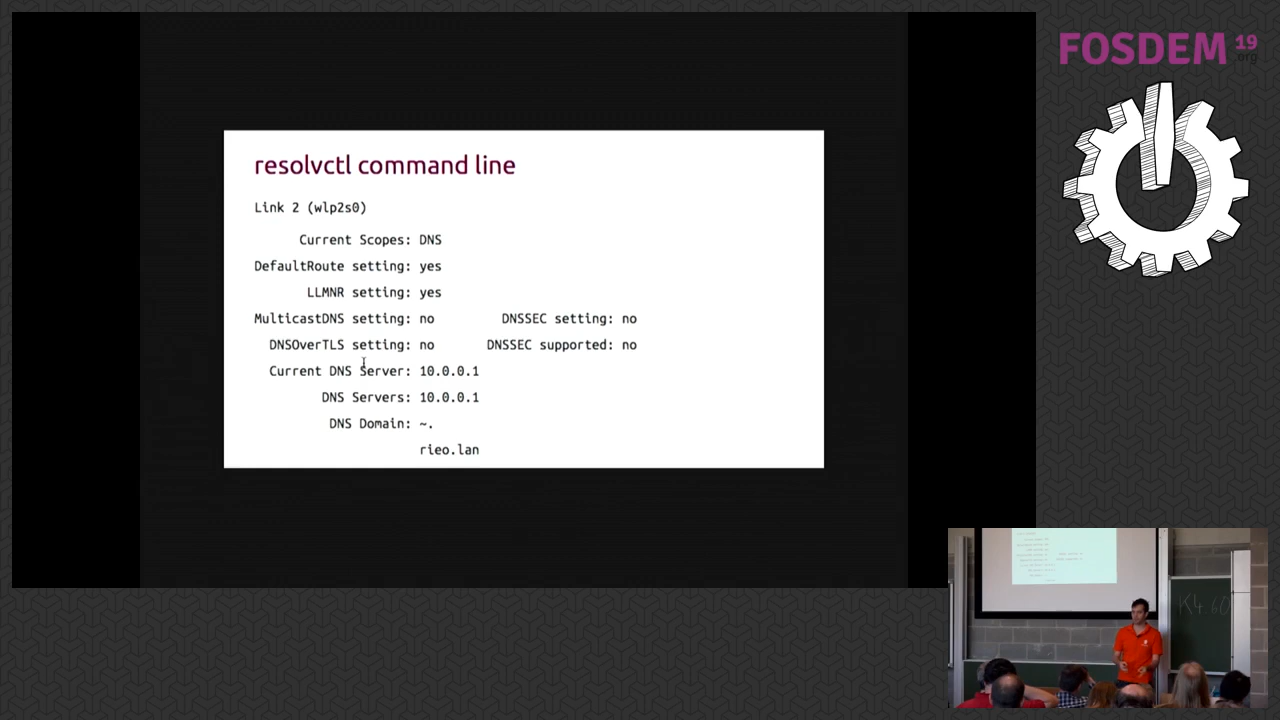 FOSDEM 19
.org
resolvctl command line
Link 2 (wlp2s0)
Current Scopes: DNS
DefaultRoute setting: yes
LLMNR setting: yes
MulticastDNS setting: no DNSSEC setting: no
DNSOverTLS setting: no DNSSEC supported: no
Current DNS Server: 10.0.0.1
DNS Servers: 10.0.0.1
DNS Domain: ~.
rieo.lan